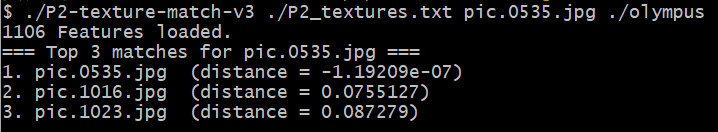 $ ./P2-texture-match-v3 ./P2_textures.txt pic.0535.jpg ./olympus
1106 Features loaded.
=== Top 3 matches for pic.0535.jpg ===
1. pic.0535.jpg  (distance = -1.19209e-07)
2. pic.1016.jpg  (distance = 0.0755127)
3. pic.1023.jpg  (distance = 0.087279)